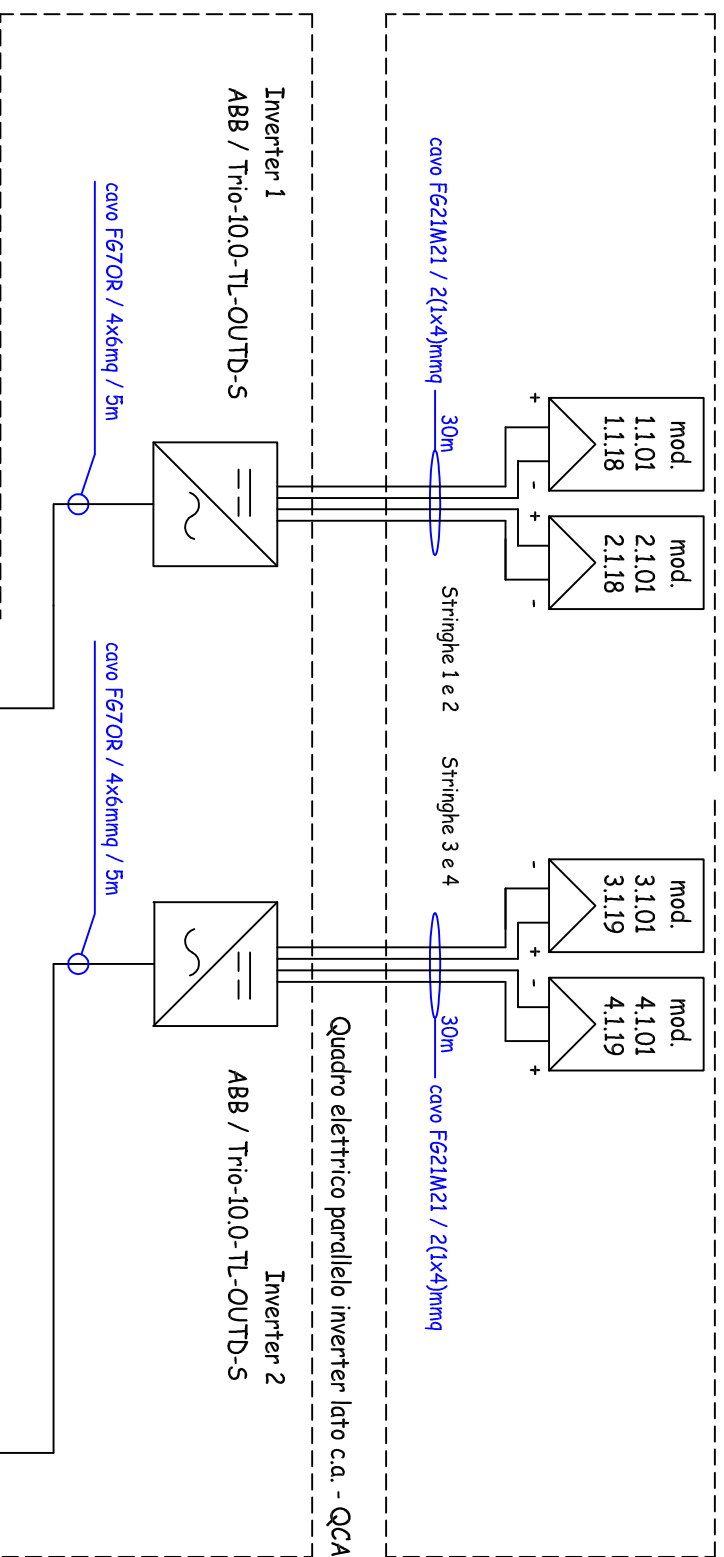 mod.
1.1.01
1.1.18
mod.
2.1.01
2.1.18
mod.
3.1.01
3.1.19
mod.
4.1.01
4.1.19
+
-
+
-
-
+
-
+
cavo FG21M21 / 2(1x4)mmq
30m
Stringhe 1 e 2
Stringhe 3 e 4
30m
cavo FG21M21 / 2(1x4)mmq
Quadro elettrico parallelo inverter lato c.a. - QCA
Inverter 1
ABB / Trio-10.0-TL-OUTD-S
Inverter 2
ABB / Trio-10.0-TL-OUTD-S
cavo FG7OR / 4x6mq / 5m
cavo FG7OR / 4x6mmq / 5m